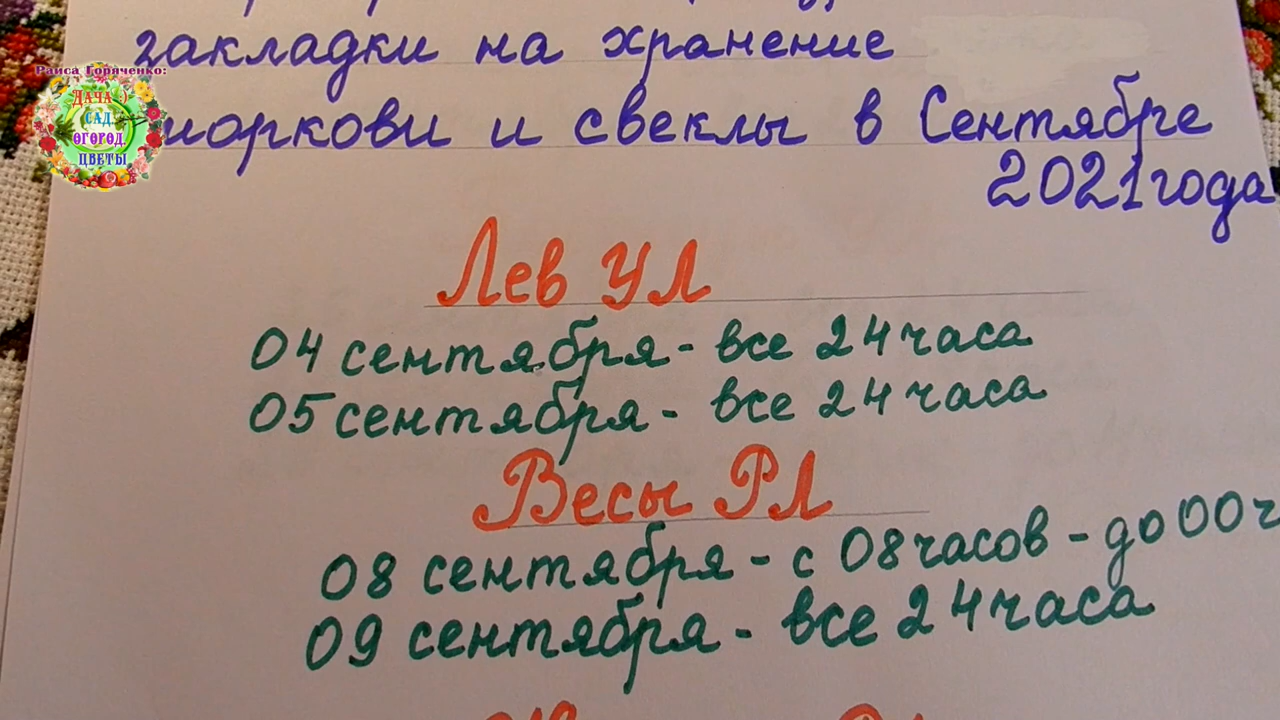 закладки на хранение
Раиса Горяченко:
ДАЧА
САД
ОГОРОД.
ЦВЕТЫ
моркови и свеклы в Сентябре
2021 года
Лев УЛ
04 сентября - все 24 часа
05 сентября - все 24 часа
Весы РЛ
08 сентября - с 08 часов - до 00 ч
09 сентября - все 24 часа